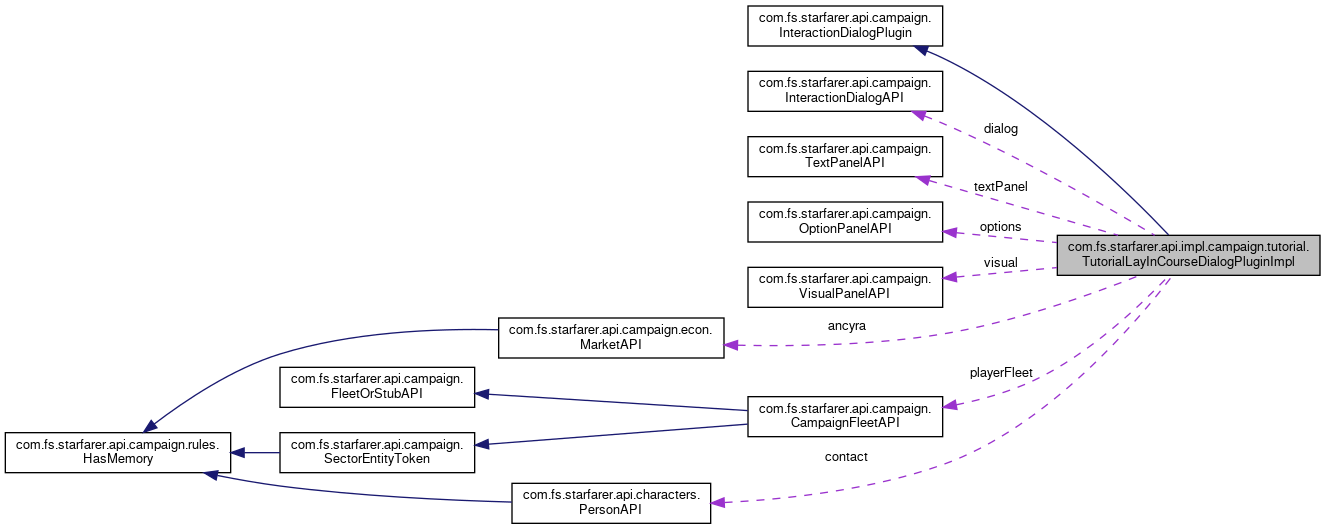 com.fs.starfarer.api.campaign.
InteractionDialogPlugin
com.fs.starfarer.api.campaign.
InteractionDialogAPI
dialog
com.fs.starfarer.api.campaign.
TextPanelAPI
textPanel
com.fs.starfarer.api.campaign.
OptionPanelAPI
options
com.fs.starfarer.api.impl.campaign.tutorial.
TutorialLayInCourseDialogPluginImpl
visual
com.fs.starfarer.api.campaign.
VisualPanelAPI
com.fs.starfarer.api.campaign.econ.
MarketAPI
ancyra
com.fs.starfarer.api.campaign.
FleetOrStubAPI
playerFleet
com.fs.starfarer.api.campaign.
CampaignFleetAPI
com.fs.starfarer.api.campaign.rules.
HasMemory
com.fs.starfarer.api.campaign.
SectorEntityToken
contact
com.fs.starfarer.api.characters.
PersonAPI